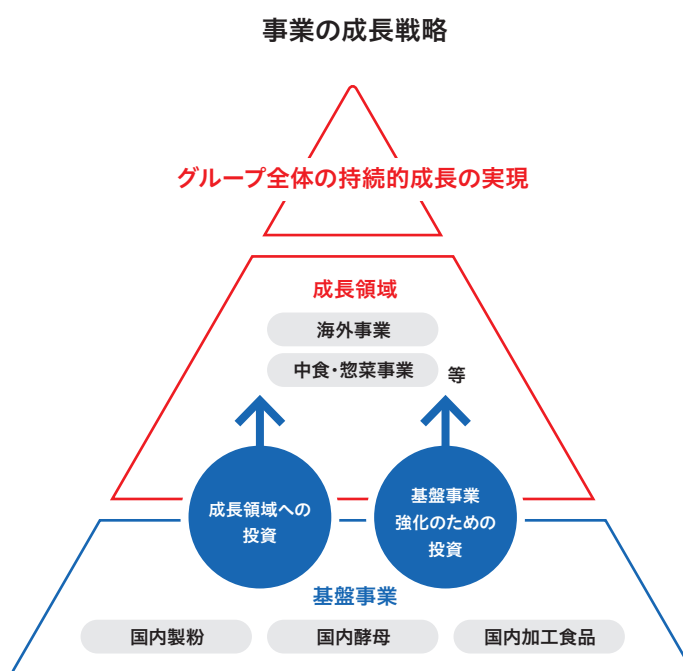 事業の成長戦略
グループ全体の持続的成長の実現
成長領域
海外事業
中食・惣菜事業 等
成長領域への
投資
基盤事業
強化のための
投資
基盤事業
国内製粉
国内酵母
国内加工食品